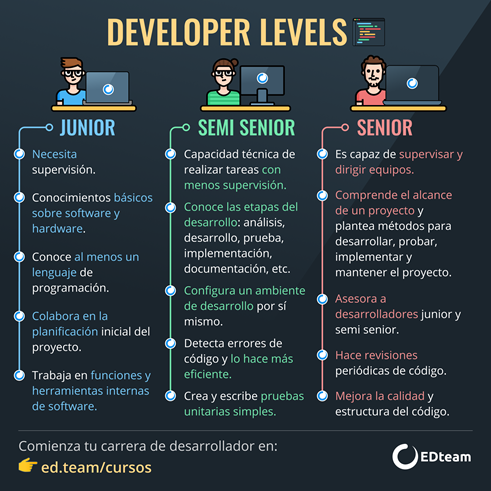 DEVELOPER LEVELS
JUNIOR
Necesita
supervisión.
Conocimientos básicos
sobre software y
hardware.
Conoce al menos un
lenguaje de
programación.
Colabora en la
planificación inicial del
proyecto.
Trabaja en funciones y
herramientas internas
de software.
SEMI SENIOR
Capacidad técnica de
realizar tareas con
menos supervisión.
Conoce las etapas del
desarrollo: análisis,
desarrollo, prueba,
implementación,
documentación, etc.
Configura un ambiente
de desarrollo por sí
mismo.
Detecta errores de
código y lo hace más
eficiente.
Crea y escribe pruebas
unitarias simples.
SENIOR
Es capaz de supervisar y
dirigir equipos.
Comprende el alcance
de un proyecto y
plantea métodos para
desarrollar, probar,
implementar y
mantener el proyecto.
Asesora a
desarrolladores junior y
semi senior.
Hace revisiones
periódicas de código.
Mejora la calidad y
estructura del código.
Comienza tu carrera de desarrollador en:
ed.team/cursos
EDteam